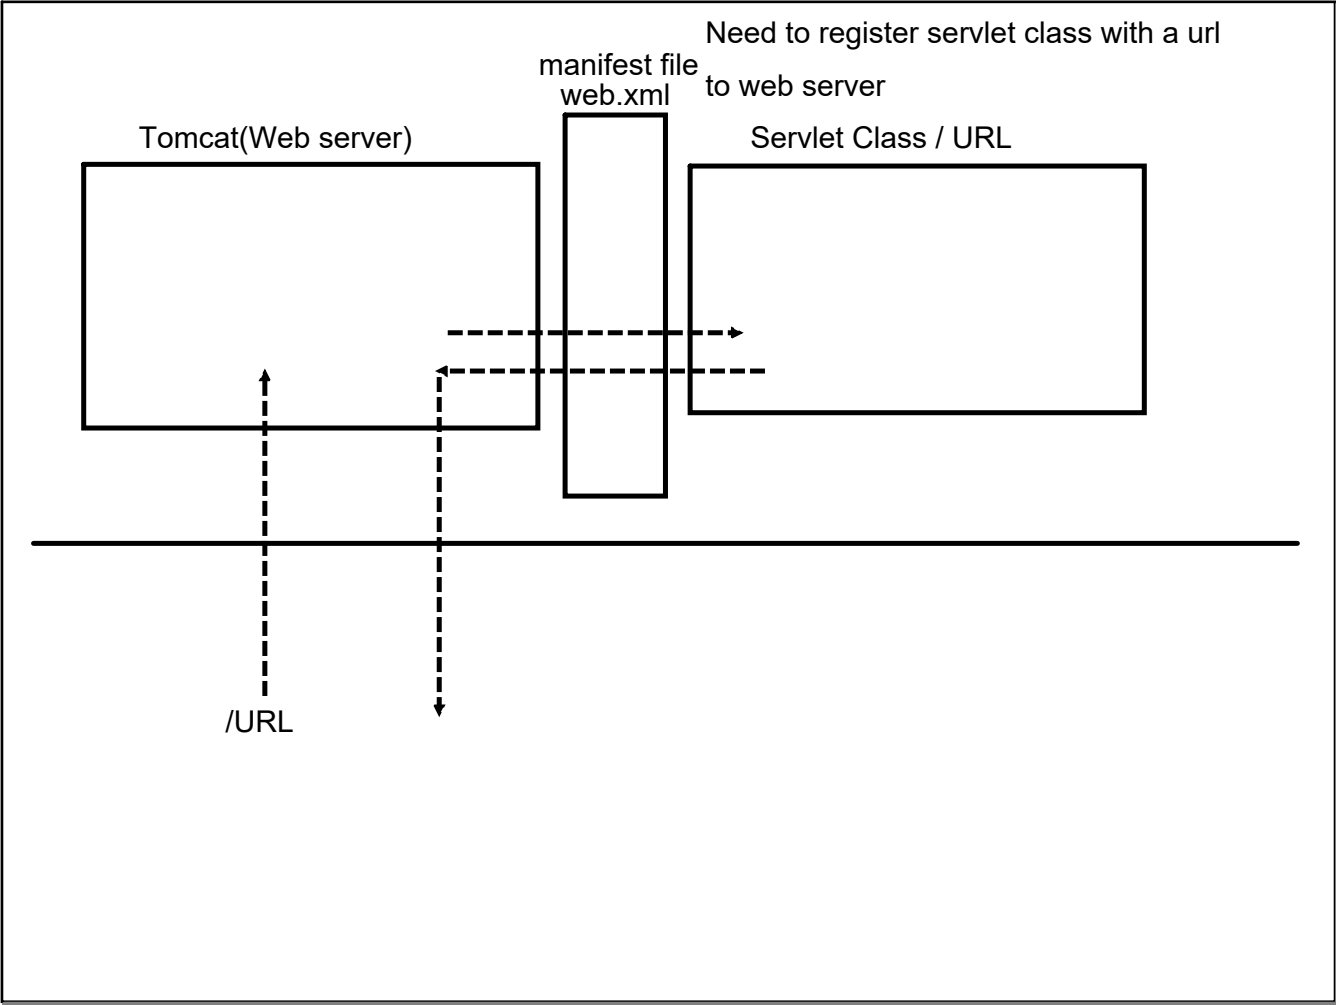 Need to register servlet class with a url
to web server
manifest file
web.xml
Tomcat(Web server)
Servlet Class / URL
/URL